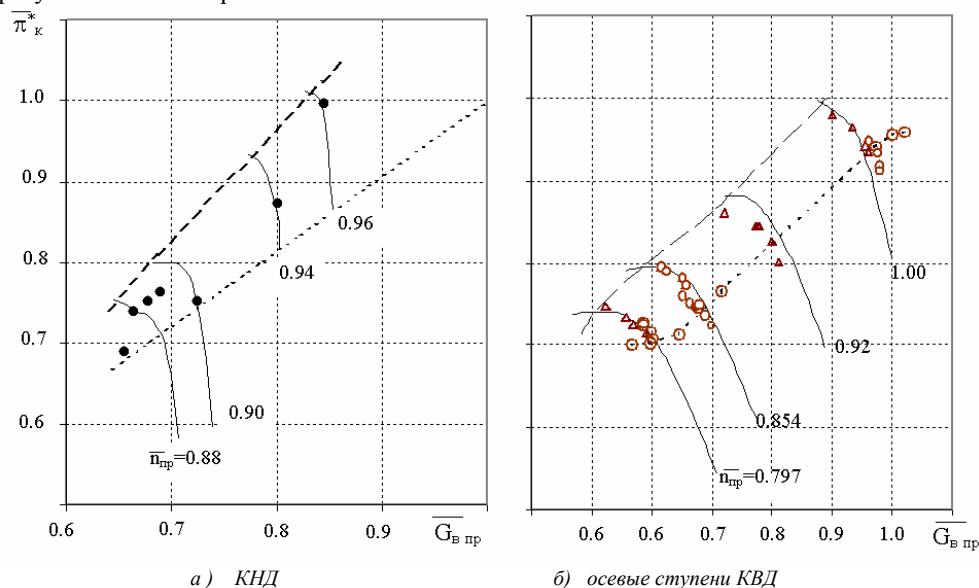 π̅*к
1.0
0.9
0.8
0.7
0.6
0.96
0.94
0.90
n̅пр=0.88
0.6 0.7 0.8 0.9 G̅в пр
а ) КНД
1.00
0.92
0.854
n̅пр=0.797
0.6 0.6 0.7 0.8 0.9 1.0 G̅в пр
б) осевые ступени КВД